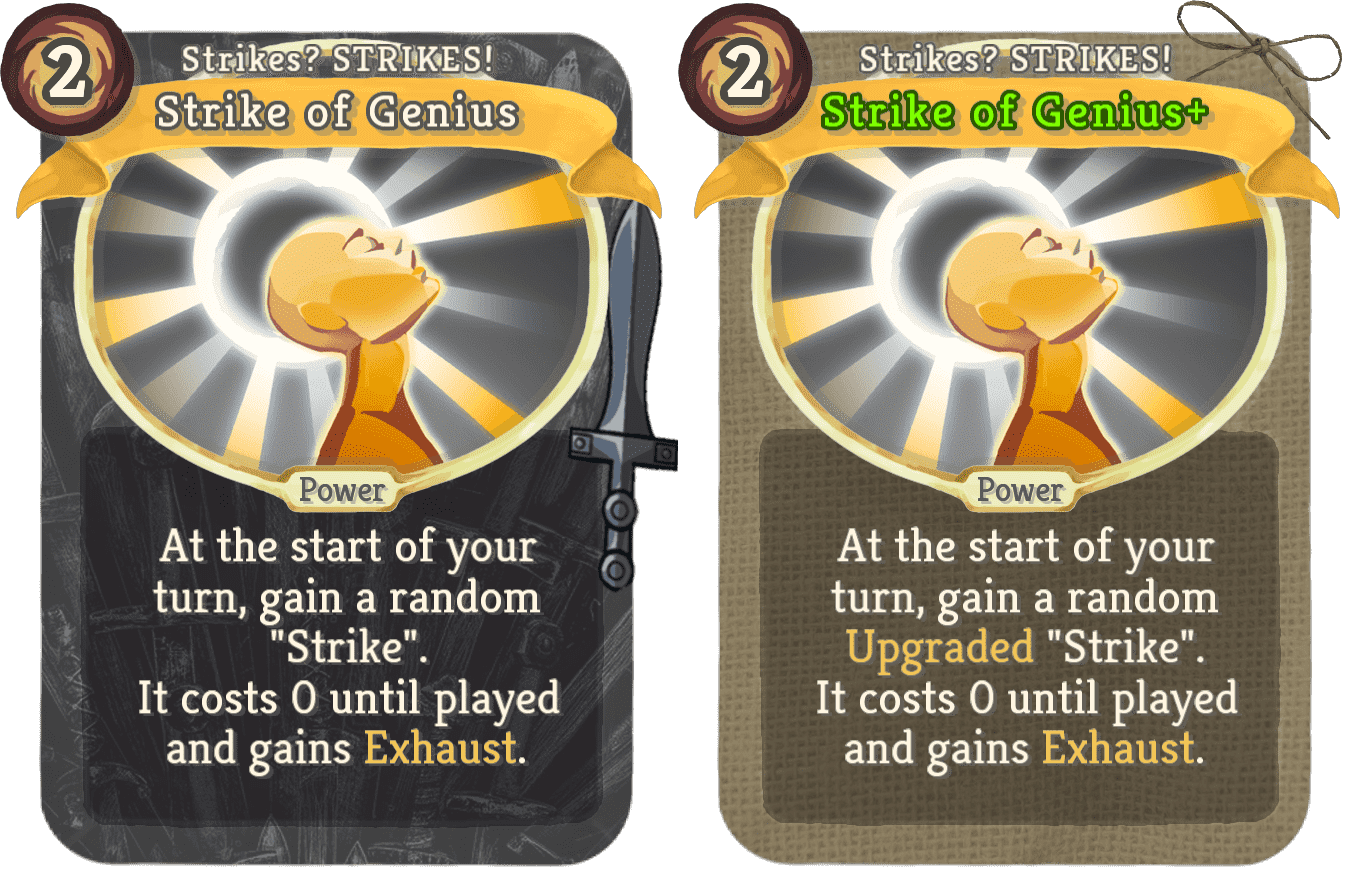 2
Strikes? STRIKES!
Strike of Genius
Power
At the start of your
turn, gain a random
"Strike".
It costs 0 until played
and gains Exhaust.
2
Strikes? STRIKES!
Strike of Genius+
Power
At the start of your
turn, gain a random
Upgraded "Strike".
It costs 0 until played
and gains Exhaust.